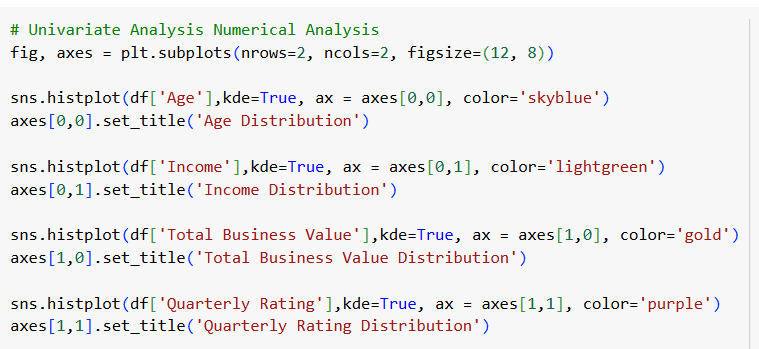 # Univariate Analysis Numerical Analysis
fig, axes = plt.subplots(nrows=2, ncols=2, figsize=(12, 8))
sns.histplot(df['Age'],kde=True, ax = axes[0,0], color='skyblue')
axes[0,0].set_title('Age Distribution')
sns.histplot(df['Income'],kde=True, ax = axes[0,1], color='lightgreen')
axes[0,1].set_title('Income Distribution')
sns.histplot(df['Total Business Value'],kde=True, ax = axes[1,0], color='gold')
axes[1,0].set_title('Total Business Value Distribution')
sns.histplot(df['Quarterly Rating'],kde=True, ax = axes[1,1], color='purple')
axes[1,1].set_title('Quarterly Rating Distribution')